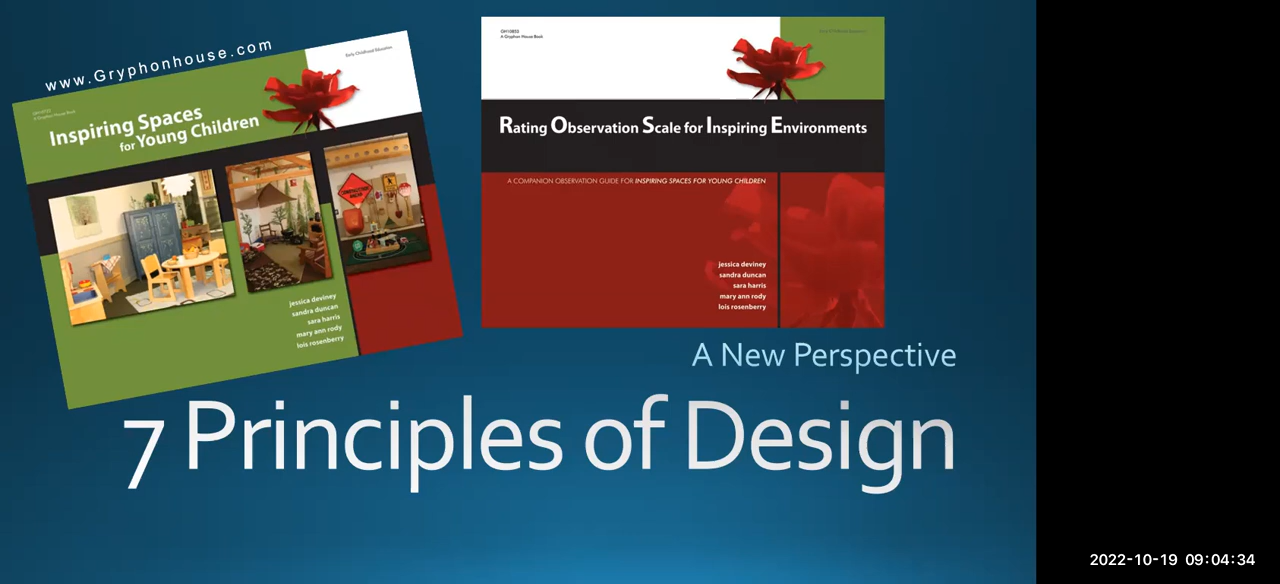 www.Gryphonhouse.com
A Gryphon House Book
Early Childhood Education
Inspiring Spaces
for Young Children
jessica deviney
sandra duncan
sara harris
mary ann rody
lois rosenberry
A Gryphon House Book
Rating Observation Scale for Inspiring Environments
A COMPANION OBSERVATION GUIDE FOR INSPIRING SPACES FOR YOUNG CHILDREN
jessica deviney
sandra duncan
sara harris
mary ann rody
lois rosenberry
A New Perspective
7 Principles of Design
2022-10-19 09:04:34